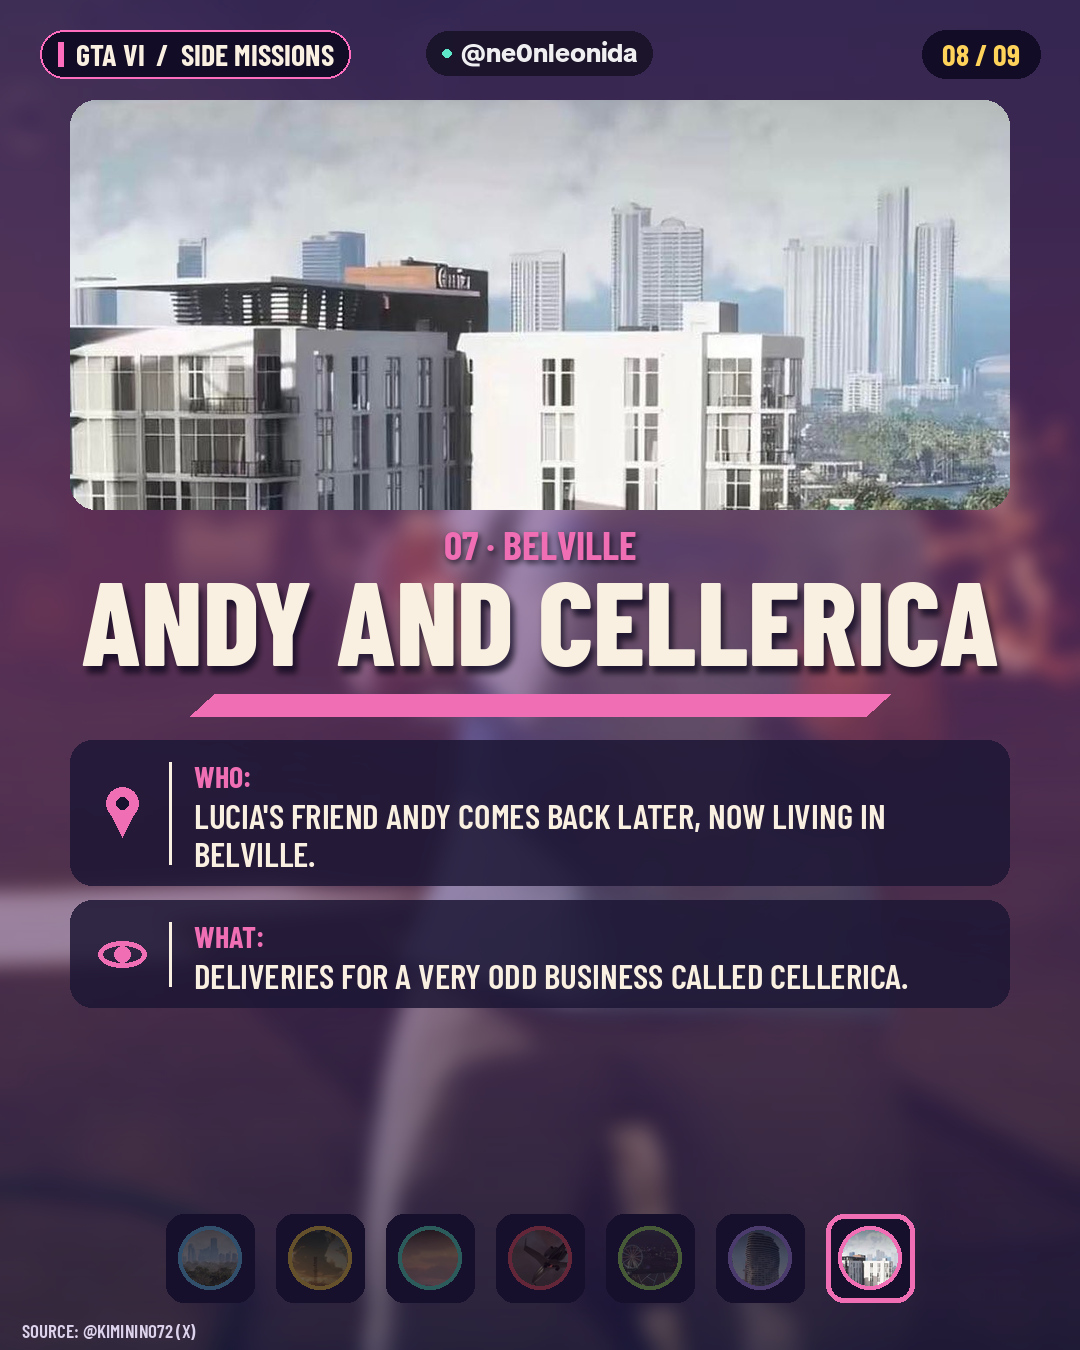 GTA VI / SIDE MISSIONS
@ne0nleonida
08 / 09
07 · BELVILLE
ANDY AND CELLERICA
WHO:
LUCIA'S FRIEND ANDY COMES BACK LATER, NOW LIVING IN
BELVILLE.
WHAT:
DELIVERIES FOR A VERY ODD BUSINESS CALLED CELLERICA.
SOURCE: @KIMININO72 (X)